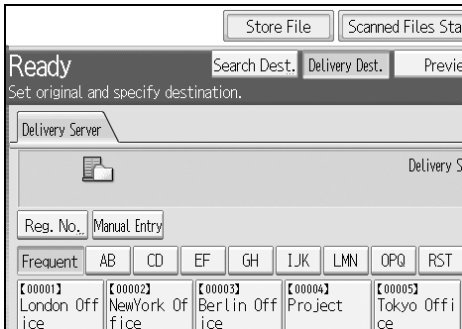 Store File Scanned Files Sta
Ready Search Dest. Delivery Dest. Previe
Set original and specify destination.
Delivery Server
Delivery S
Reg. No. Manual Entry
Frequent AB CD EF GH IJK LMN OPQ RST
【00001】 【00002】 【00003】 【00004】 【00005】
London Off NewYork Of Berlin Off Project Tokyo Offi
ice ffice ice ce